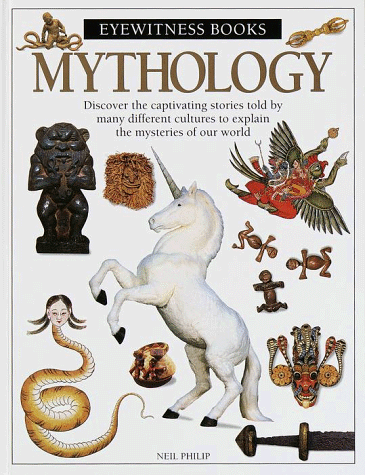 EYEWITNESS BOOKS
MYTHOLOGY
Discover the captivating stories told by
many different cultures to explain
the mysteries of our world
NEIL PHILIP